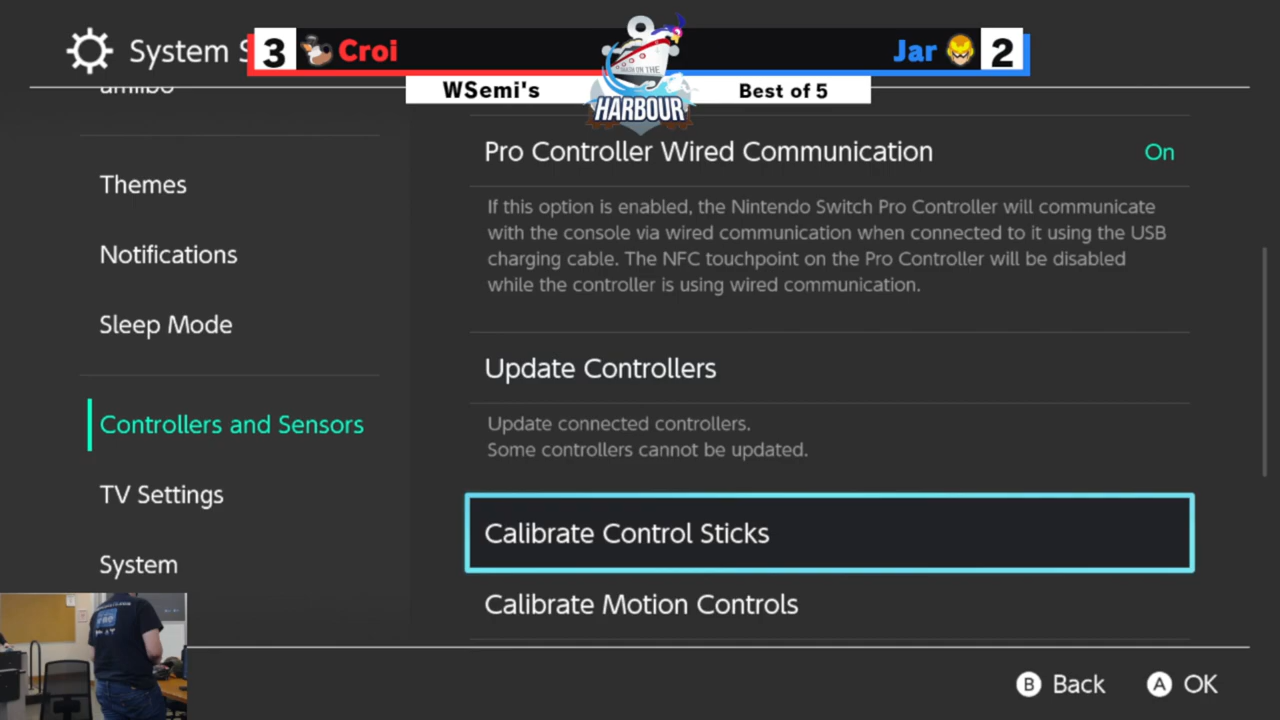 System S
3 Croi
Jar 2
WSemi's
Best of 5
SMASH ON THE
HARBOUR
amiibo
Themes
Notifications
Sleep Mode
Controllers and Sensors
TV Settings
System
Pro Controller Wired Communication On
If this option is enabled, the Nintendo Switch Pro Controller will communicate
with the console via wired communication when connected to it using the USB
charging cable. The NFC touchpoint on the Pro Controller will be disabled
while the controller is using wired communication.
Update Controllers
Update connected controllers.
Some controllers cannot be updated.
Calibrate Control Sticks
Calibrate Motion Controls
B Back A OK